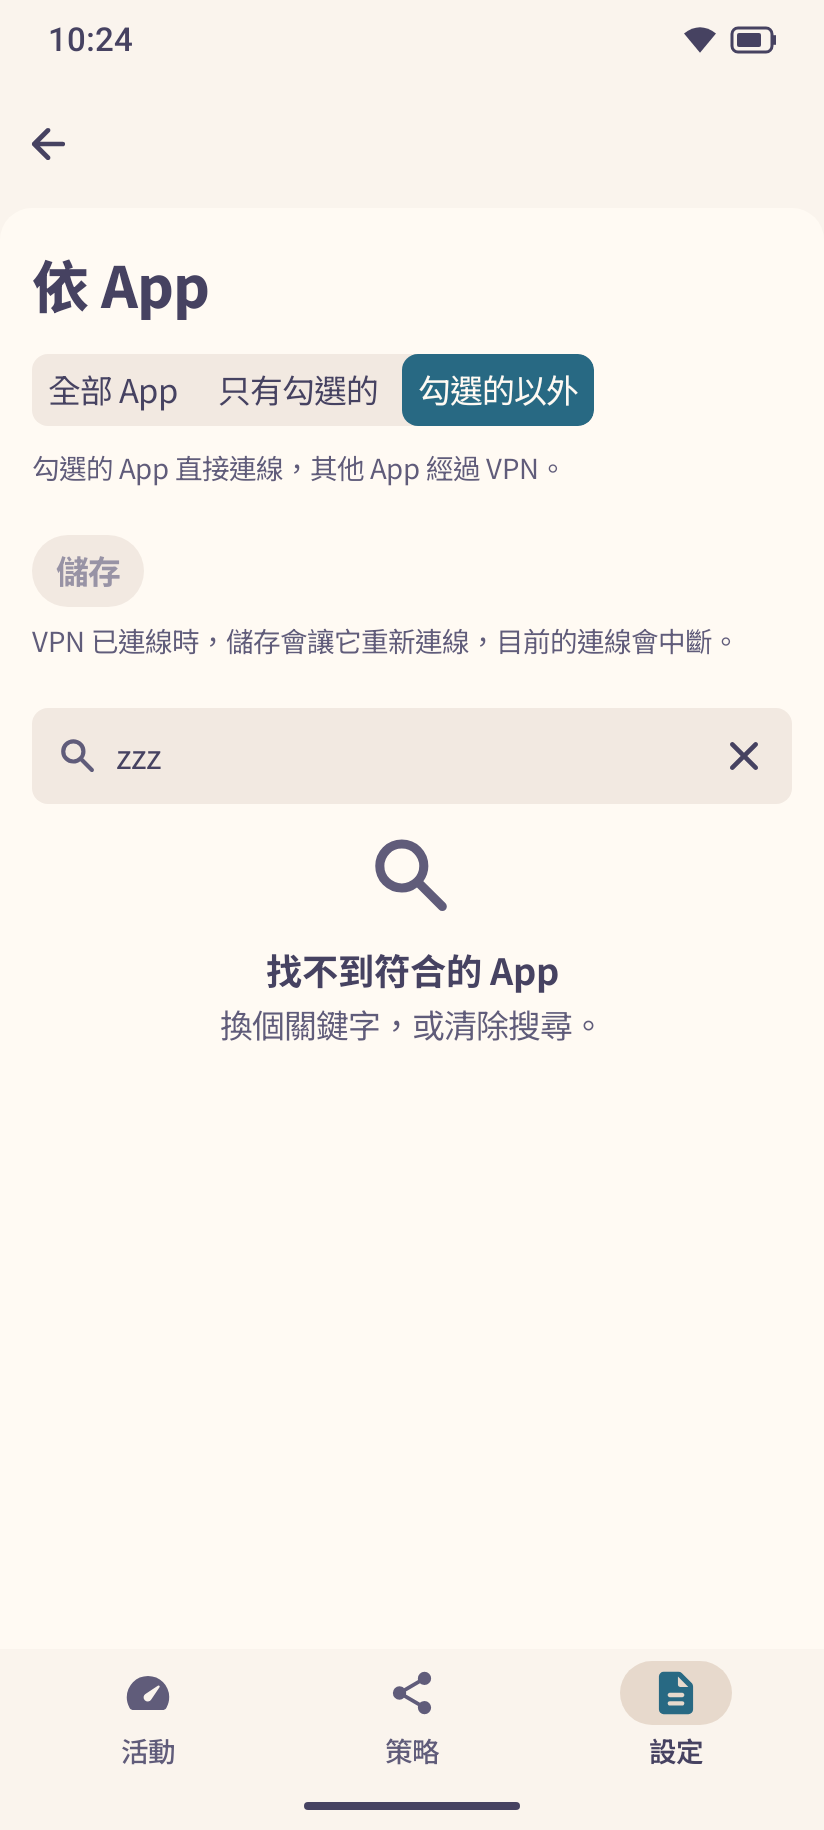 10:24
依 App
全部 App
只有勾選的
勾選的以外
勾選的 App 直接連線，其他 App 經過 VPN。
儲存
VPN 已連線時，儲存會讓它重新連線，目前的連線會中斷。
zzz
找不到符合的 App
換個關鍵字，或清除搜尋。
活動
策略
設定